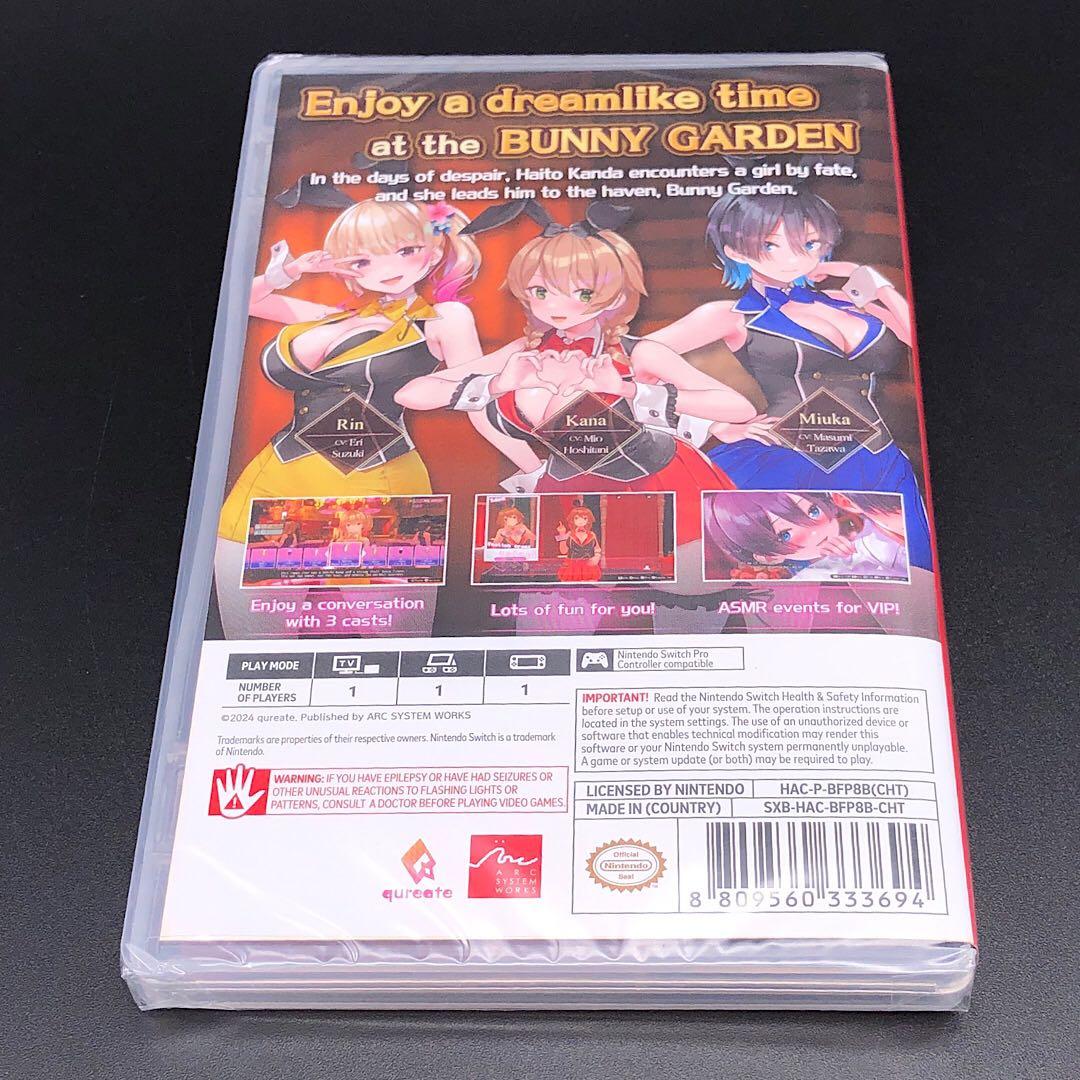 Enjoy a dreamlike time
at the BUNNY GARDEN
In the days of despair, Haito Kanda encounters a girl by fate,
and she leads him to the haven, Bunny Garden.
Rin
CV: Eri
Suzuki
Kana
CV: Mio
Hoshitani
Miuka
CV: Masumi
Tazawa
Enjoy a conversation
with 3 casts!
Lots of fun for you!
ASMR events for VIP!
PLAY MODE
TV
NUMBER
OF PLAYERS
1
1
1
Nintendo Switch Pro
Controller compatible
©2024 qureate. Published by ARC SYSTEM WORKS
Trademarks are properties of their respective owners. Nintendo Switch is a trademark
of Nintendo.
WARNING: IF YOU HAVE EPILEPSY OR HAVE HAD SEIZURES OR
OTHER UNUSUAL REACTIONS TO FLASHING LIGHTS OR
PATTERNS, CONSULT A DOCTOR BEFORE PLAYING VIDEO GAMES.
IMPORTANT! Read the Nintendo Switch Health & Safety Information
before setup or use of your system. The operation instructions are
located in the system settings. The use of an unauthorized device or
software that enables technical modification may render this
software or your Nintendo Switch system permanently unplayable.
A game or system update (or both) may be required to play.
LICENSED BY NINTENDO
HAC-P-BFP8B(CHT)
MADE IN (COUNTRY)
SXB-HAC-BFP8B-CHT
qureate
ARC
SYSTEM
WORKS
Official
Nintendo
Seal
TM
8 809560 333694